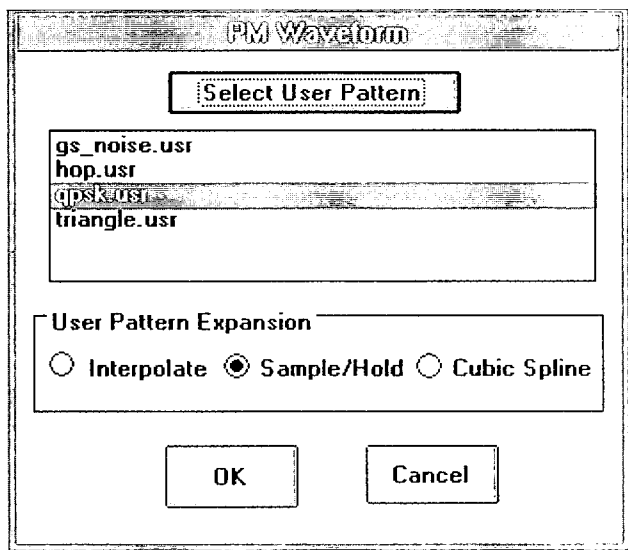 PM Waveform
Select User Pattern
gs_noise.usr
hop.usr
qpsk.usr
triangle.usr
User Pattern Expansion
Interpolate Sample/Hold Cubic Spline
OK Cancel